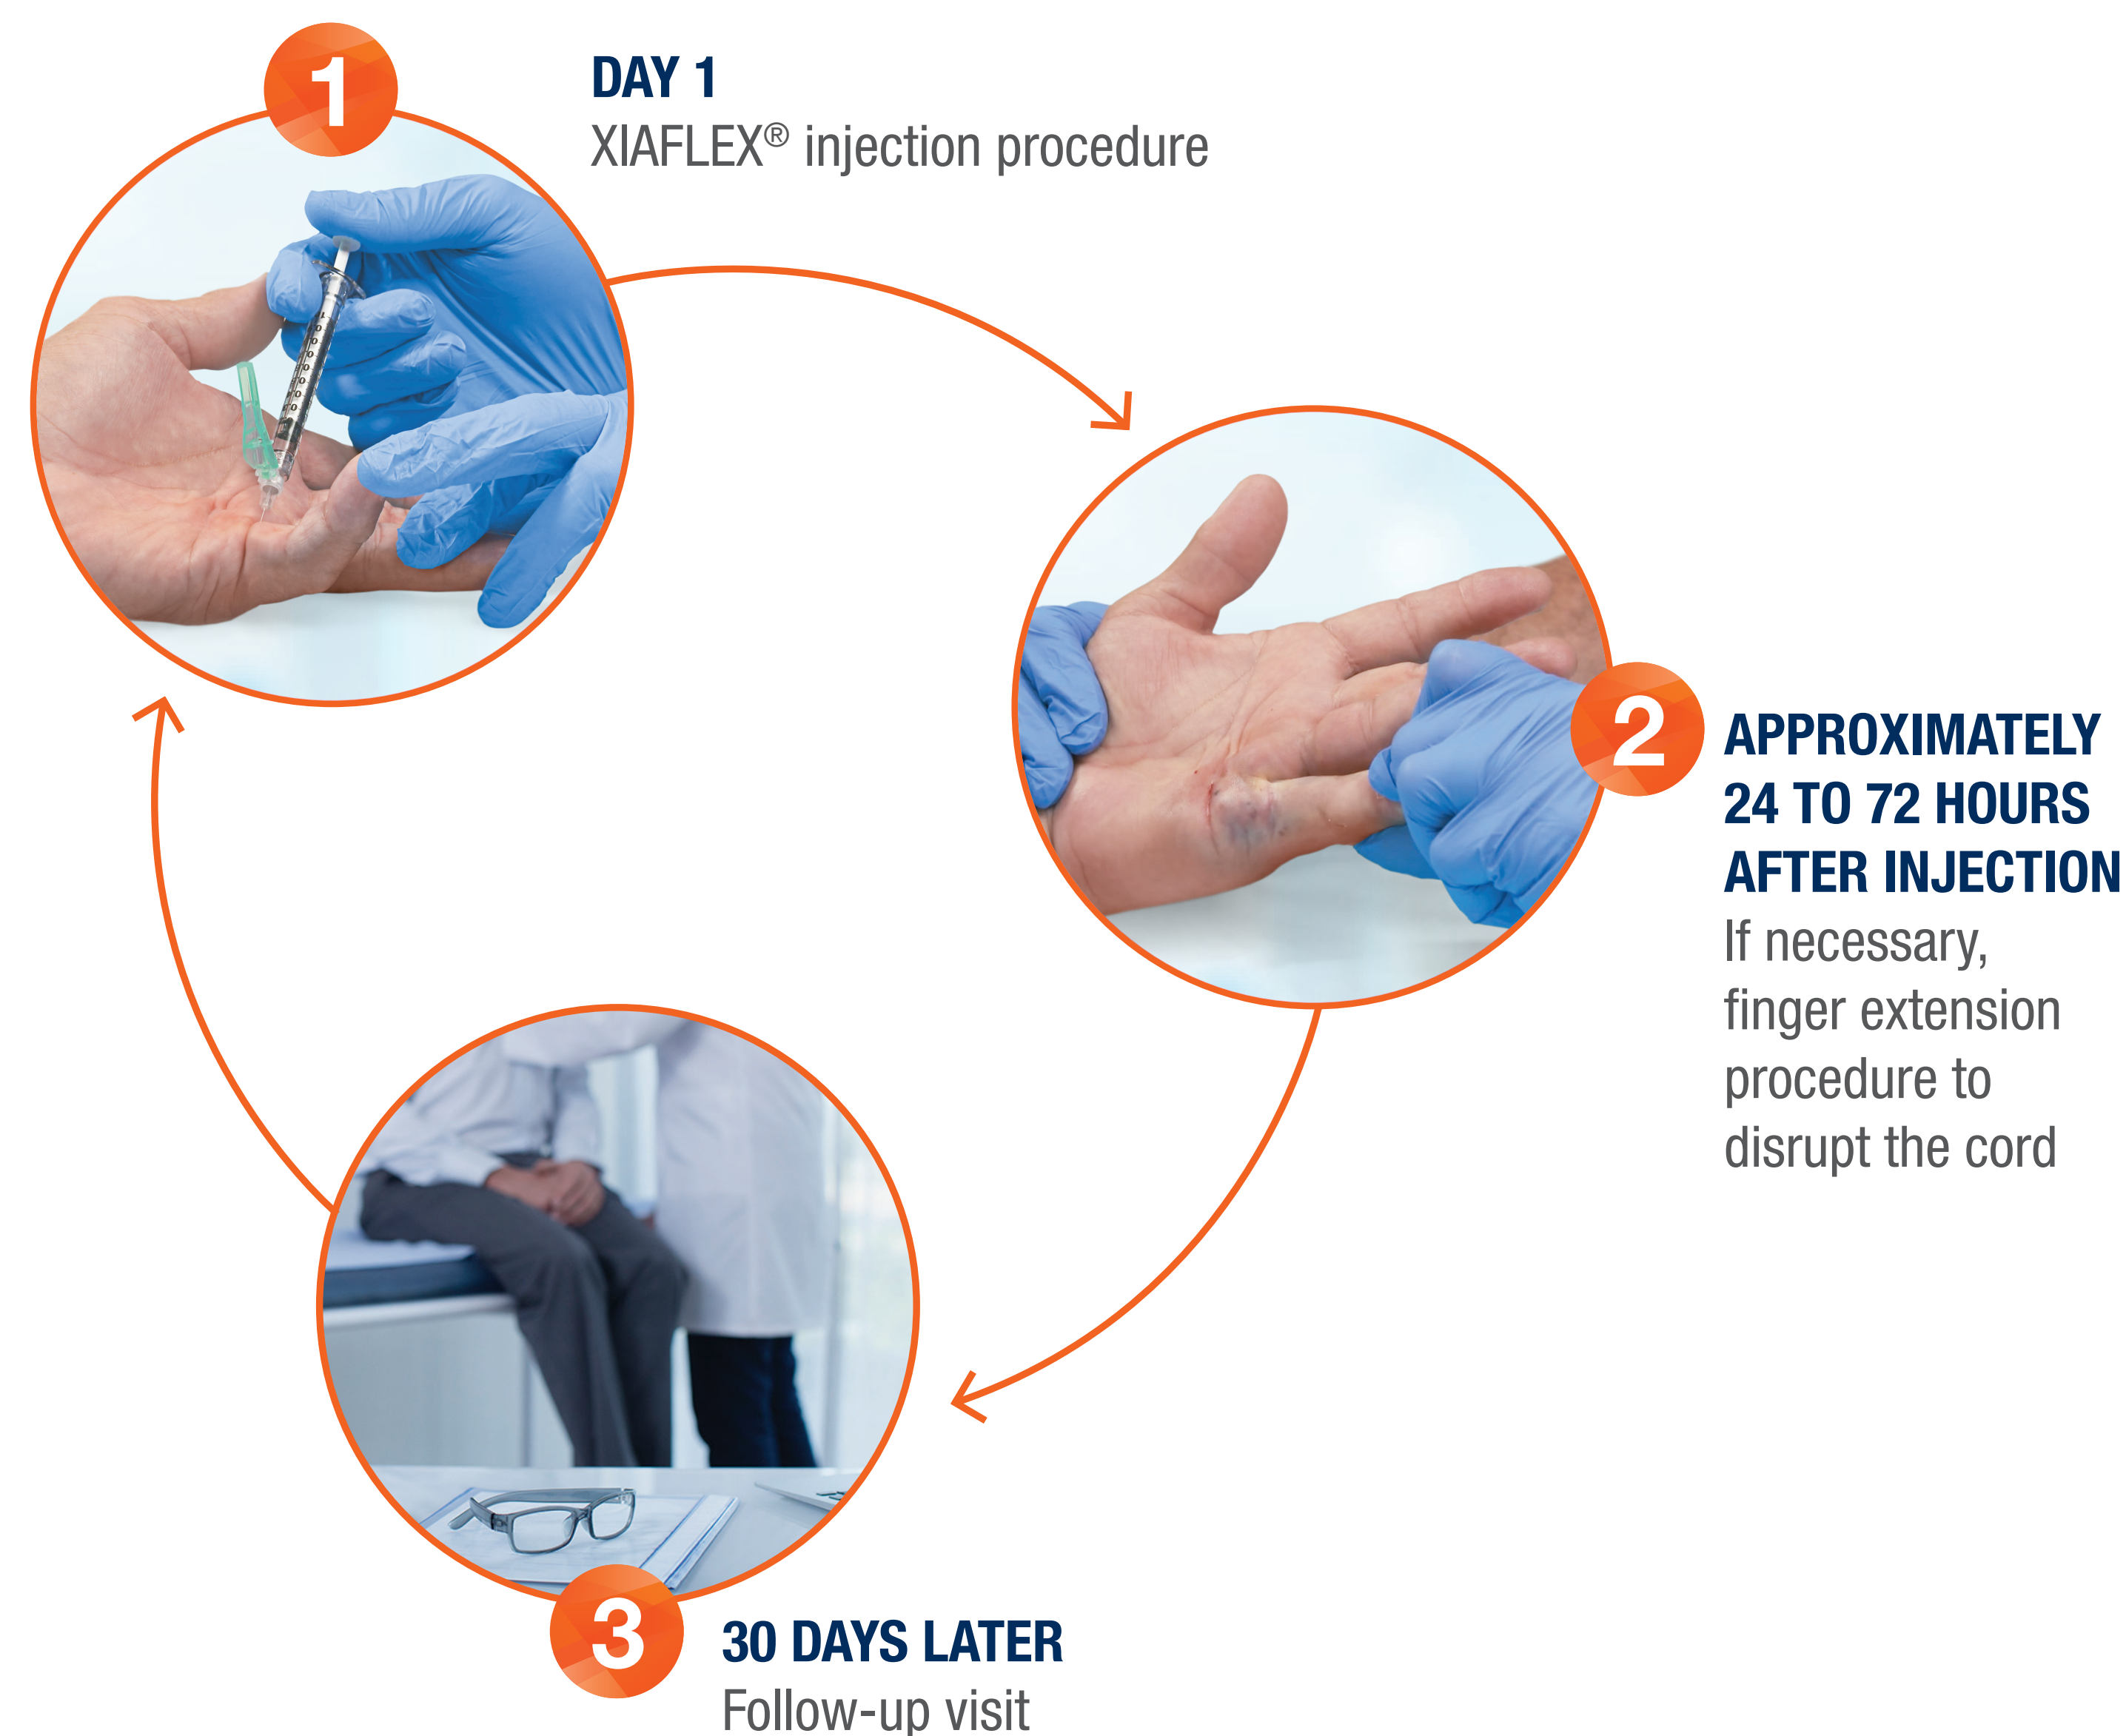 1
DAY 1
XIAFLEX® injection procedure
2
APPROXIMATELY
24 TO 72 HOURS
AFTER INJECTION
If necessary,
finger extension
procedure to
disrupt the cord
3
30 DAYS LATER
Follow-up visit